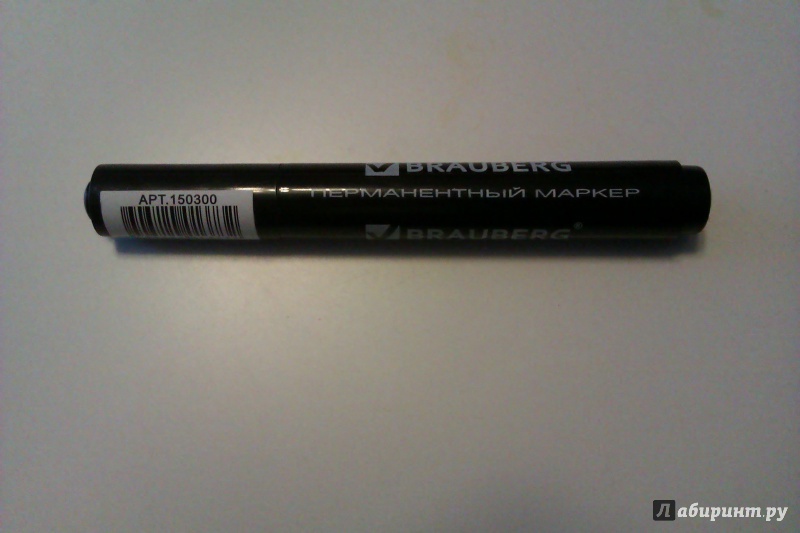 BRAUBERG
АРТ.150300
ПЕРМАНЕНТНЫЙ МАРКЕР
BRAUBERG®
Лабиринт.ру